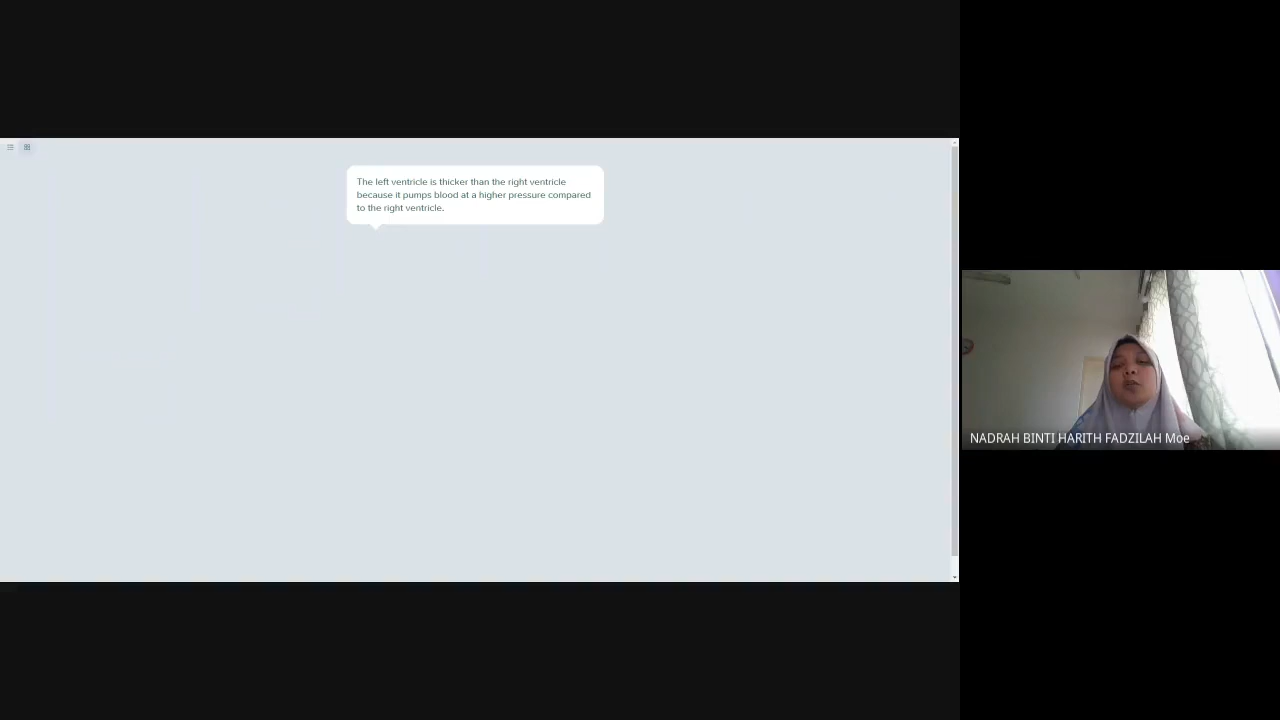 The left ventricle is thicker than the right ventricle
because it pumps blood at a higher pressure compared
to the right ventricle.
NADRAH BINTI HARITH FADZILAH Moe